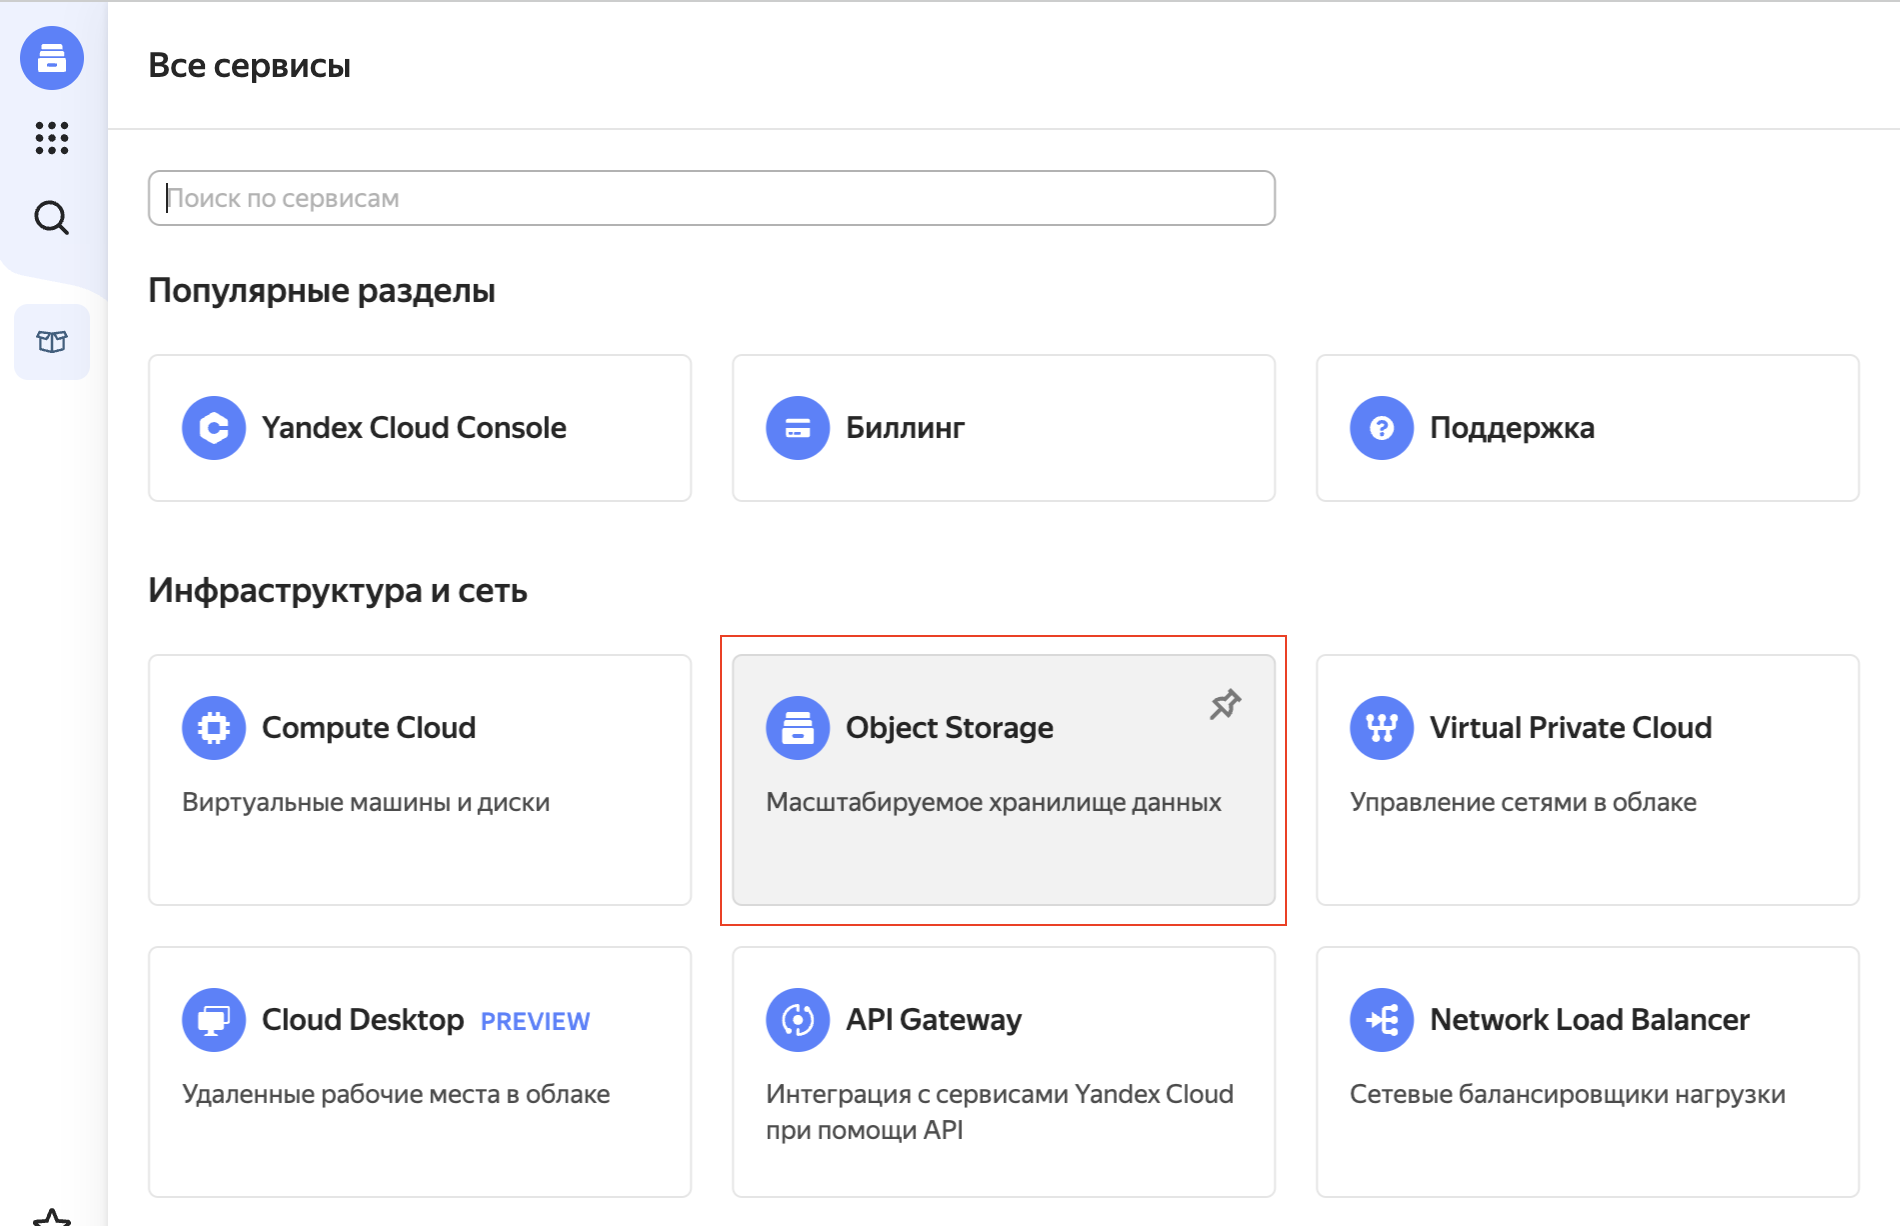 Все сервисы
Поиск по сервисам
Популярные разделы
Yandex Cloud Console
Биллинг
Поддержка
Инфраструктура и сеть
Compute Cloud
Виртуальные машины и диски
Object Storage
Масштабируемое хранилище данных
Virtual Private Cloud
Управление сетями в облаке
Cloud Desktop PREVIEW
Удаленные рабочие места в облаке
API Gateway
Интеграция с сервисами Yandex Cloud
при помощи API
Network Load Balancer
Сетевые балансировщики нагрузки